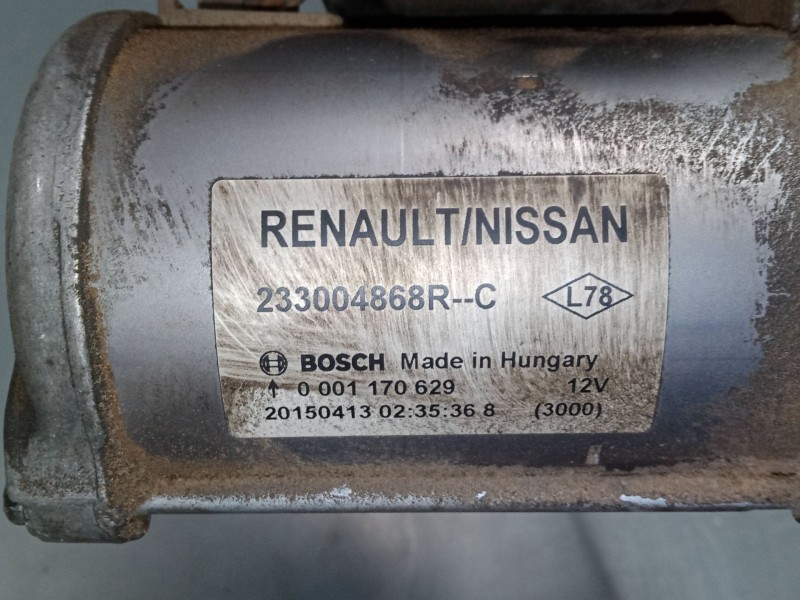 RENAULT/NISSAN
233004868R--C L78
BOSCH Made in Hungary
↑ 0 001 170 629 12V
20150413 02:35:36 8 (3000)